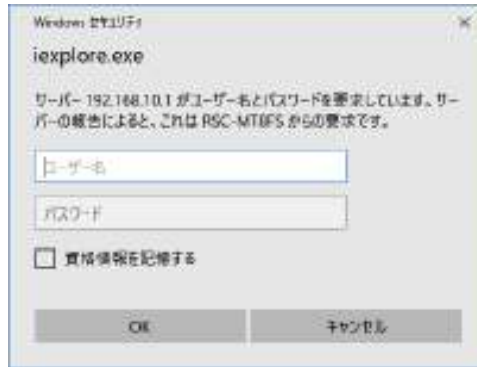 Windows セキュリティ
iexplore.exe
サーバー 192.168.10.1 がユーザー名とパスワードを要求しています。サー
バーの報告によると、これは RSC-MT8FS からの要求です。
ユーザー名
パスワード
資格情報を記憶する
OK
キャンセル